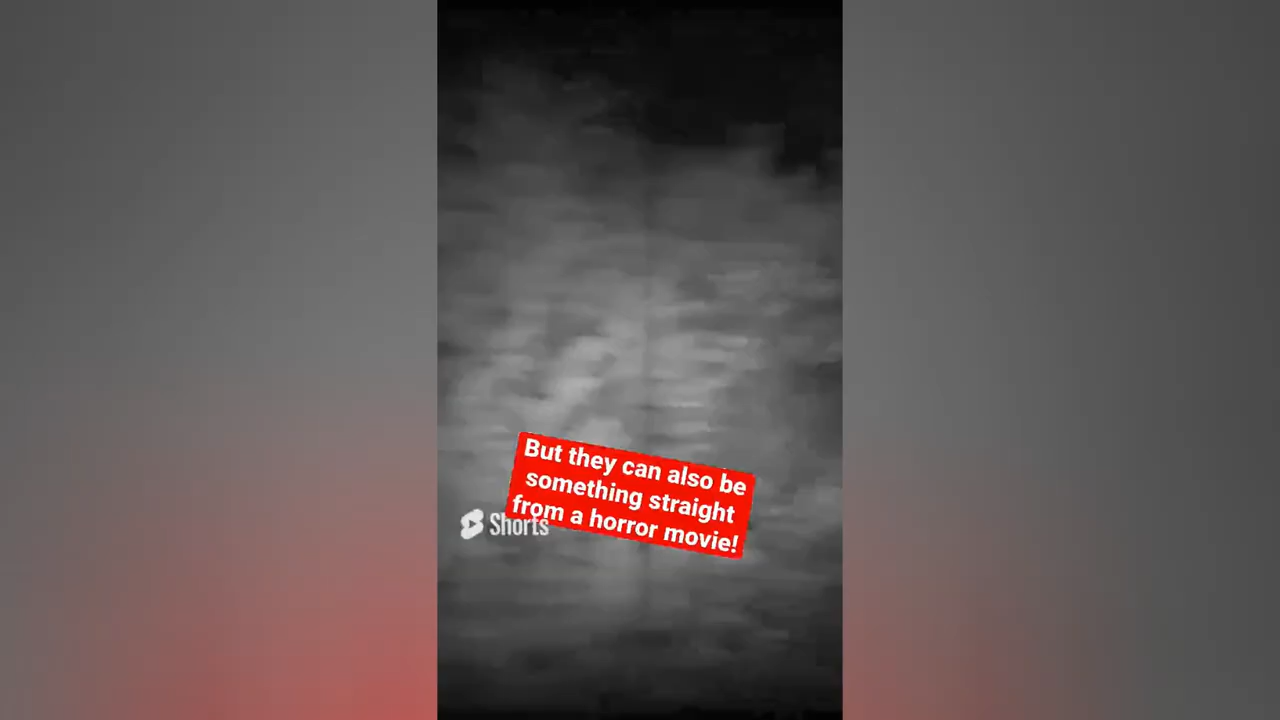 But they can also be
something straight
from a horror movie!
Shorts